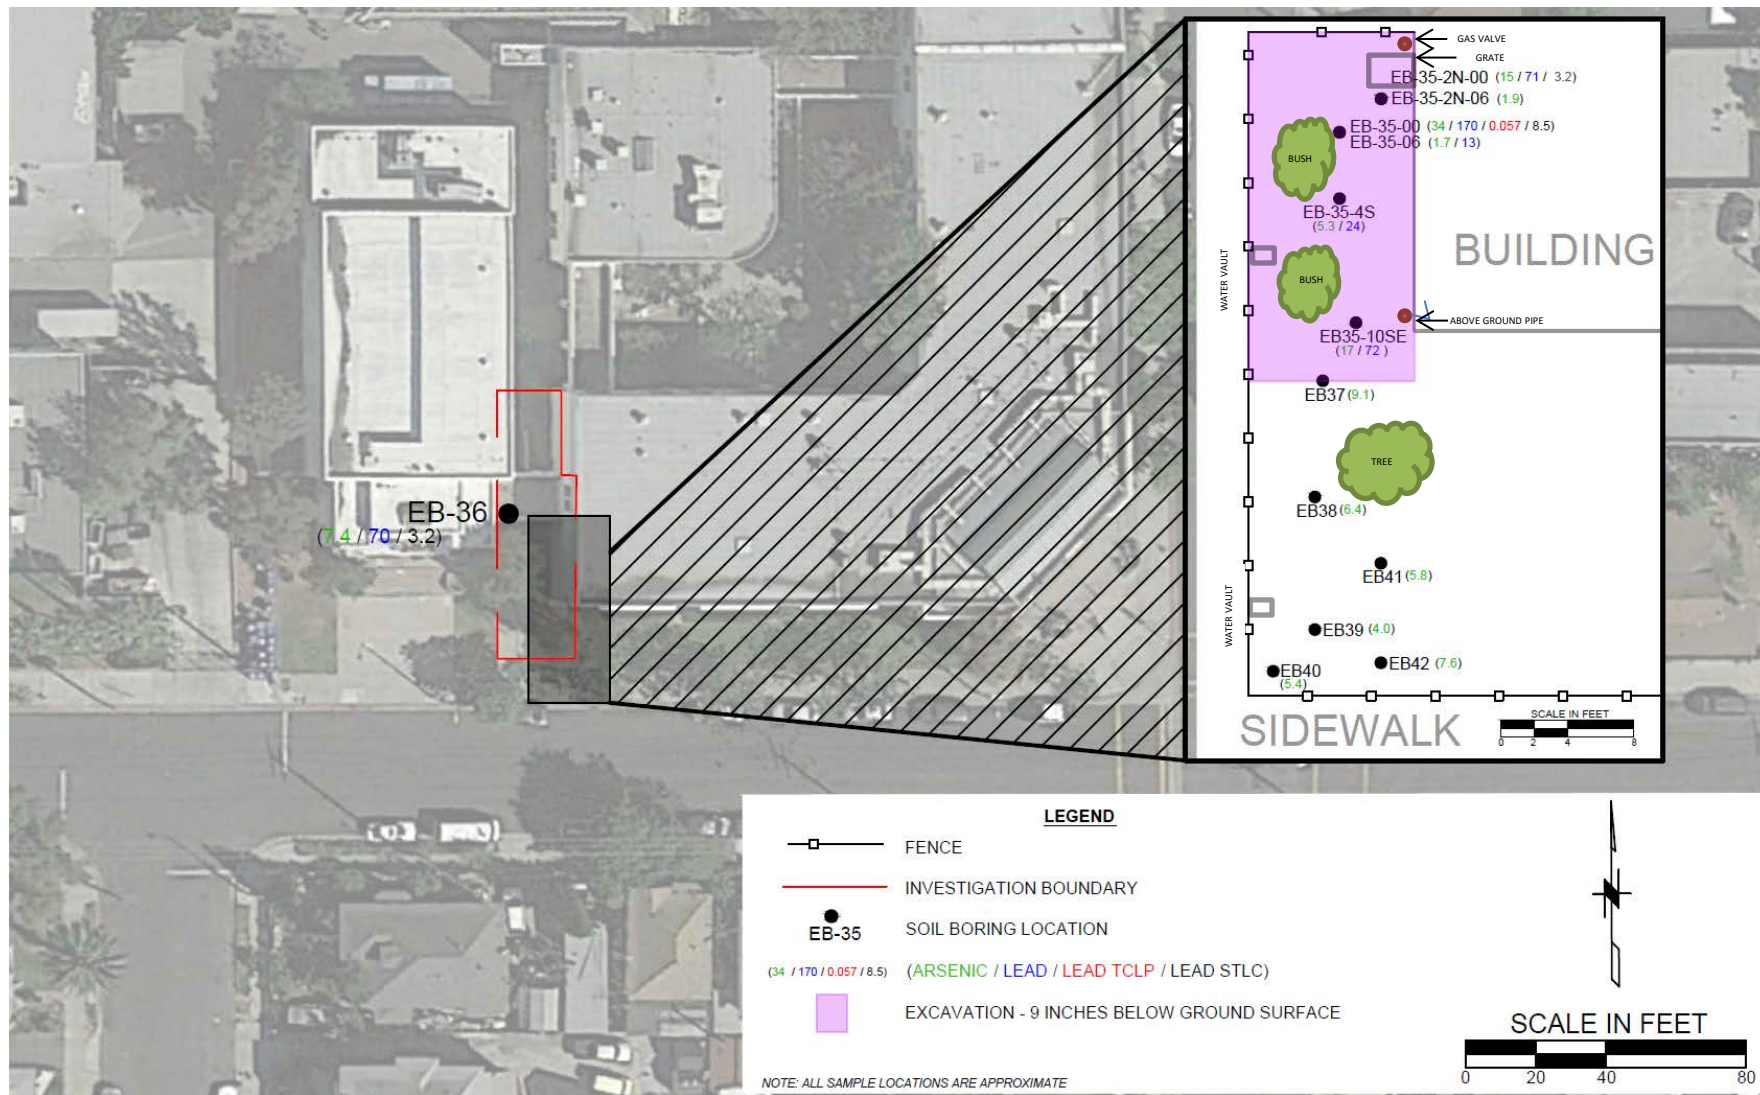 GAS VALVE
GRATE
EB-35-2N-00 (15 / 71 / 3.2)
EB-35-2N-06 (1.9)
EB-35-00 (34 / 170 / 0.057 / 8.5)
EB-35-06 (1.7 / 13)
BUSH
EB-35-4S
(5.3 / 24)
BUILDING
WATER VAULT
BUSH
ABOVE GROUND PIPE
EB35-10SE
(17 / 72 )
EB37 (9.1)
TREE
EB38 (6.4)
EB-36
(7.4 / 70 / 3.2)
EB41 (5.8)
WATER VAULT
EB39 (4.0)
EB42 (7.6)
EB40
(5.4)
SIDEWALK
SCALE IN FEET
0 2 4 8
LEGEND
FENCE
INVESTIGATION BOUNDARY
EB-35 SOIL BORING LOCATION
(34 / 170 / 0.057 / 8.5) (ARSENIC / LEAD / LEAD TCLP / LEAD STLC)
EXCAVATION - 9 INCHES BELOW GROUND SURFACE
NOTE: ALL SAMPLE LOCATIONS ARE APPROXIMATE
SCALE IN FEET
0 20 40 80